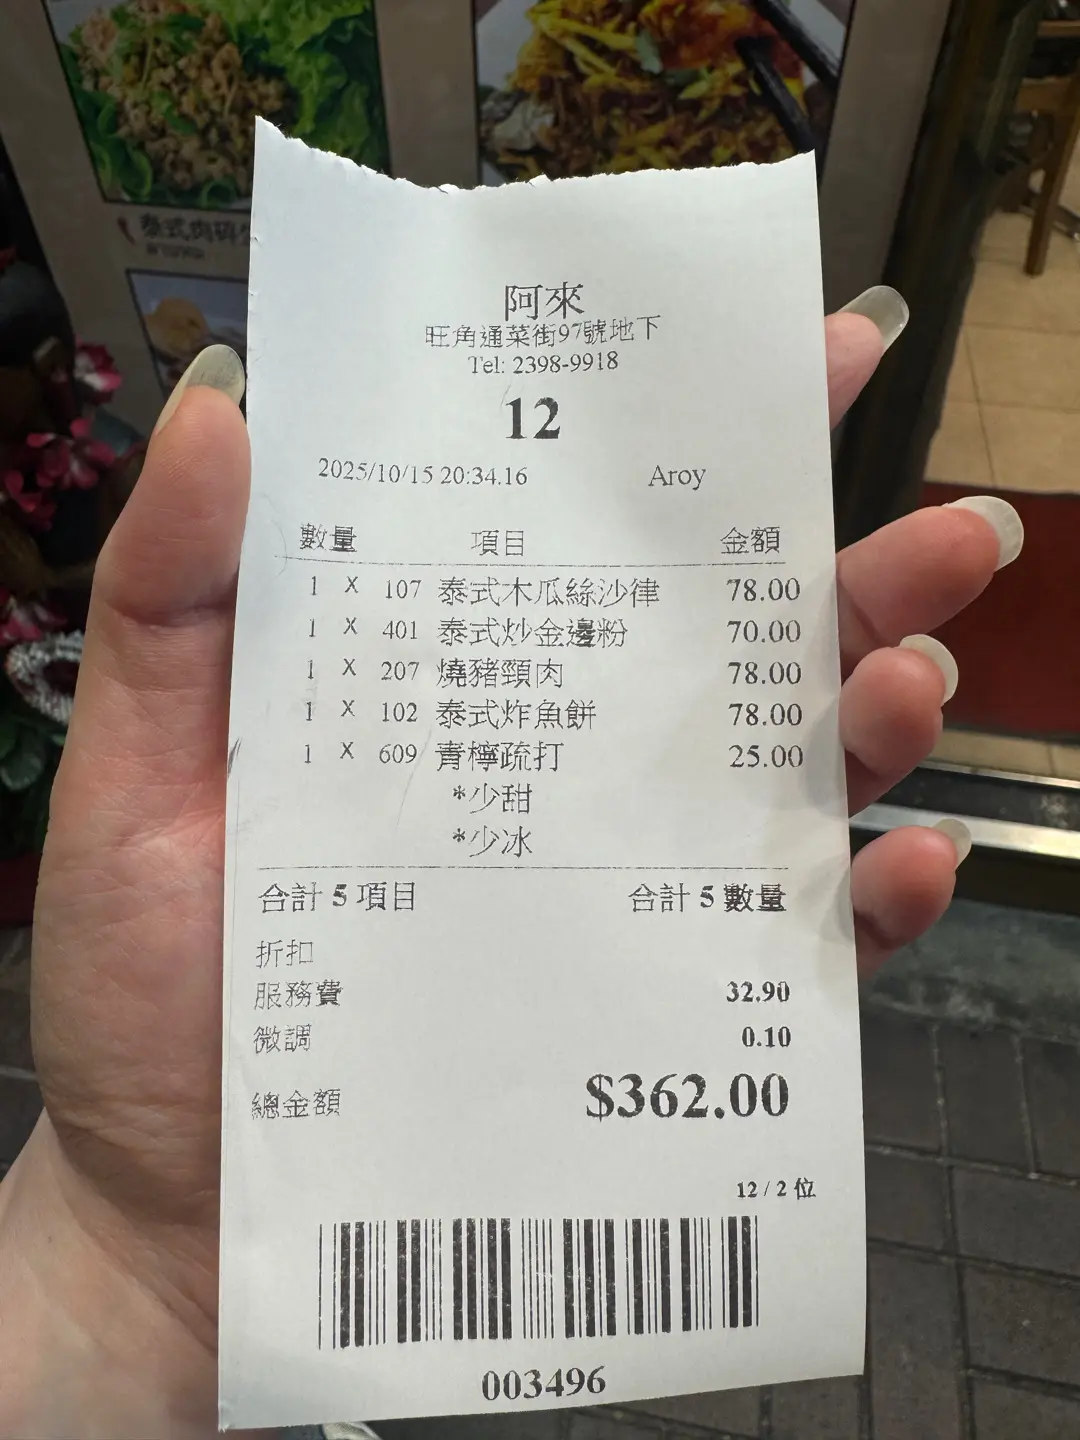 泰式肉碎
阿來
旺角通菜街97號地下
Tel: 2398-9918
12
2025/10/15 20:34.16 Aroy
數量 項目 金額
1 X 107 泰式木瓜絲沙律 78.00
1 X 401 泰式炒金邊粉 70.00
1 X 207 燒豬頸肉 78.00
1 X 102 泰式炸魚餅 78.00
1 X 609 青檸疏打 25.00
*少甜
*少冰
合計 5 項目 合計 5 數量
折扣
服務費 32.90
微調 0.10
總金額 $362.00
12 / 2 位
003496